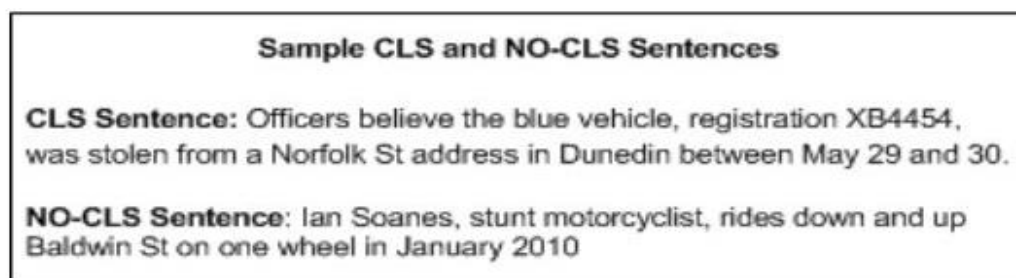 Sample CLS and NO-CLS Sentences
CLS Sentence: Officers believe the blue vehicle, registration XB4454,
was stolen from a Norfolk St address in Dunedin between May 29 and 30.
NO-CLS Sentence: Ian Soanes, stunt motorcyclist, rides down and up
Baldwin St on one wheel in January 2010